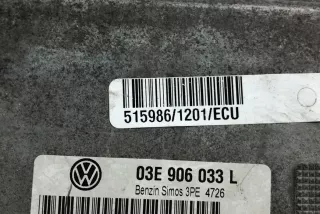 515986/1201/ECU
03E 906 033 L
Benzin Simos 3PE 4726